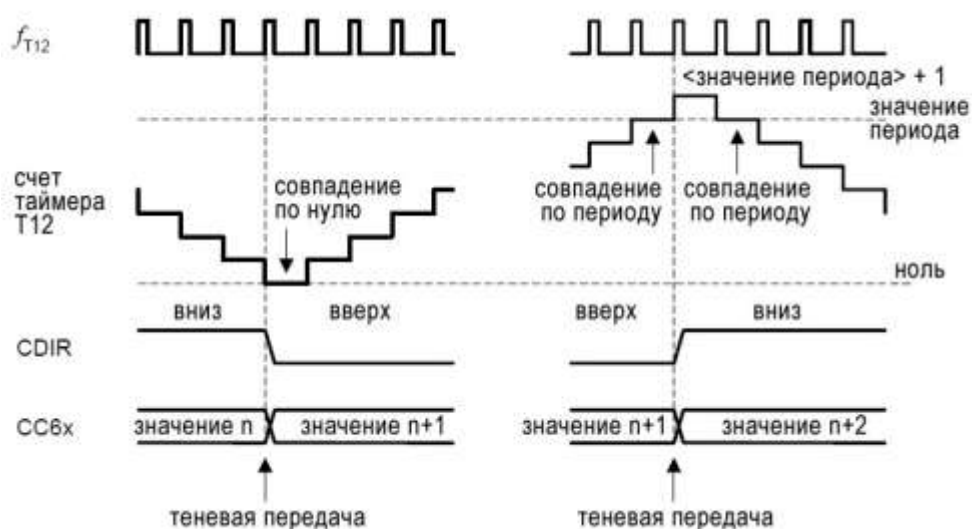 fT12
<значение периода> + 1
значение
периода
счет
таймера
T12
совпадение
по нулю
совпадение
по периоду
совпадение
по периоду
ноль
вниз
вверх
вверх
вниз
CDIR
CC6x
значение n
значение n+1
значение n+1
значение n+2
теневая передача
теневая передача